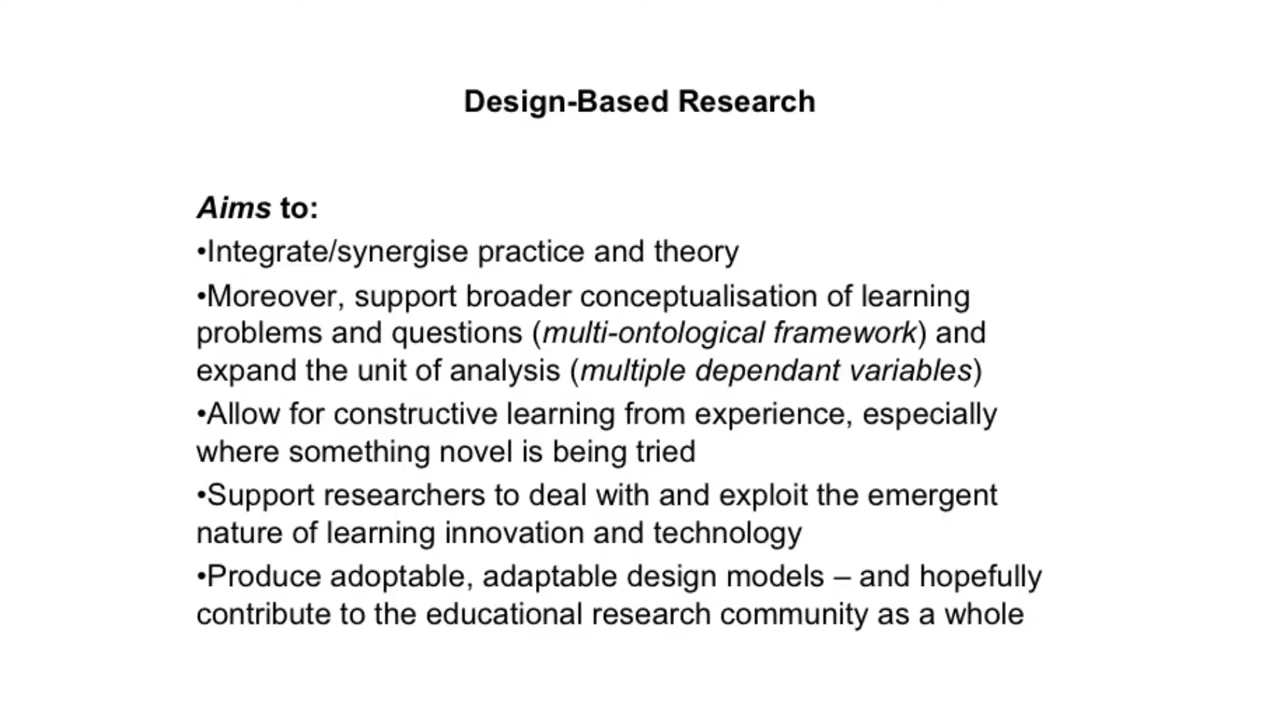 Design-Based Research
Aims to:
•Integrate/synergise practice and theory
•Moreover, support broader conceptualisation of learning
problems and questions (multi-ontological framework) and
expand the unit of analysis (multiple dependant variables)
•Allow for constructive learning from experience, especially
where something novel is being tried
•Support researchers to deal with and exploit the emergent
nature of learning innovation and technology
•Produce adoptable, adaptable design models – and hopefully
contribute to the educational research community as a whole